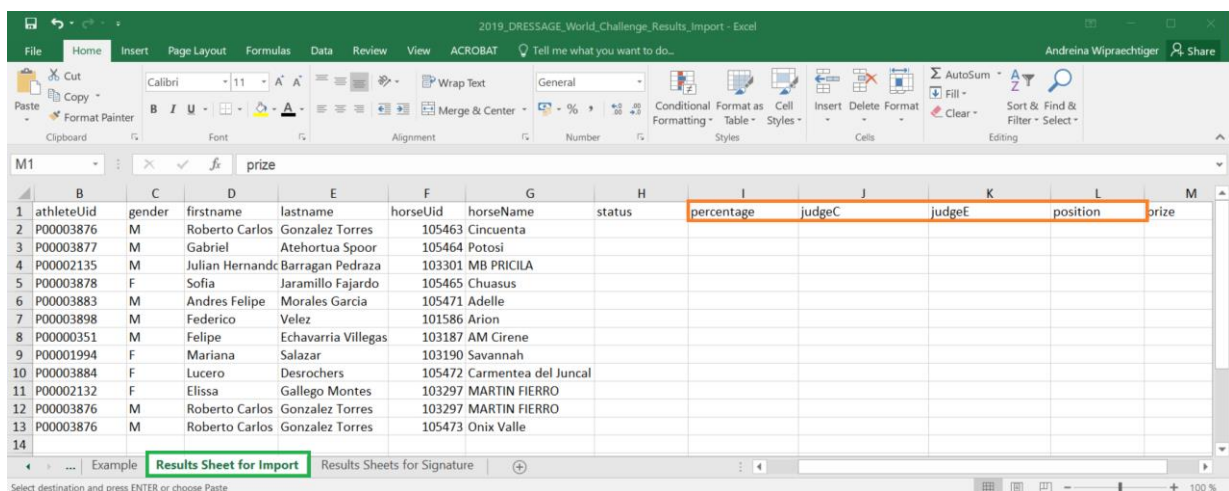 2019_DRESSAGE_World_Challenge_Results_Import - Excel
File Home Insert Page Layout Formulas Data Review View ACROBAT Tell me what you want to do... Andreina Wipraechtiger Share
Cut
Copy
Format Painter
Paste
Clipboard
Calibri 11 A A
B I U A
Font
Wrap Text
Merge & Center
Alignment
General
% ,
Number
Conditional Formatting
Format as Table
Cell Styles
Styles
Insert Delete Format
Cells
AutoSum
Fill
Clear
Sort & Filter
Find & Select
Editing
M1 fx prize
B C D E F G H I J K L M
1 athleteUid gender firstname lastname horseUid horseName status percentage judgeC judgeE position prize
2 P00003876 M Roberto Carlos Gonzalez Torres 105463 Cincuenta
3 P00003877 M Gabriel Atehortua Spoor 105464 Potosi
4 P00002135 M Julian Hernando Barragan Pedraza 103301 MB PRICILA
5 P00003878 F Sofia Jaramillo Fajardo 105465 Chuasus
6 P00003883 M Andres Felipe Morales Garcia 105471 Adelle
7 P00003898 M Federico Velez 101586 Arion
8 P00000351 M Felipe Echavarria Villegas 103187 AM Cirene
9 P00001994 F Mariana Salazar 103190 Savannah
10 P00003884 F Lucero Desrochers 105472 Carmentea del Juncal
11 P00002132 F Elissa Gallego Montes 103297 MARTIN FIERRO
12 P00003876 M Roberto Carlos Gonzalez Torres 103297 MARTIN FIERRO
13 P00003876 M Roberto Carlos Gonzalez Torres 105473 Onix Valle
14
... Example Results Sheet for Import Results Sheets for Signature
Select destination and press ENTER or choose Paste 100 %